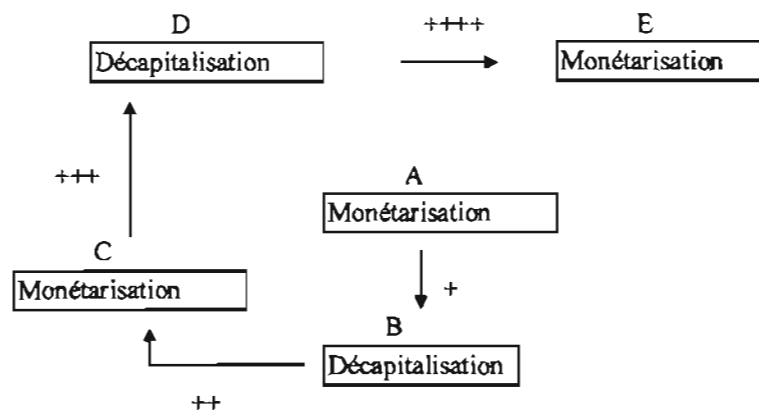 D
++++
E
Décapitalisation
Monétarisation
+++
A
Monétarisation
C
Monétarisation
+
B
Décapitalisation
++